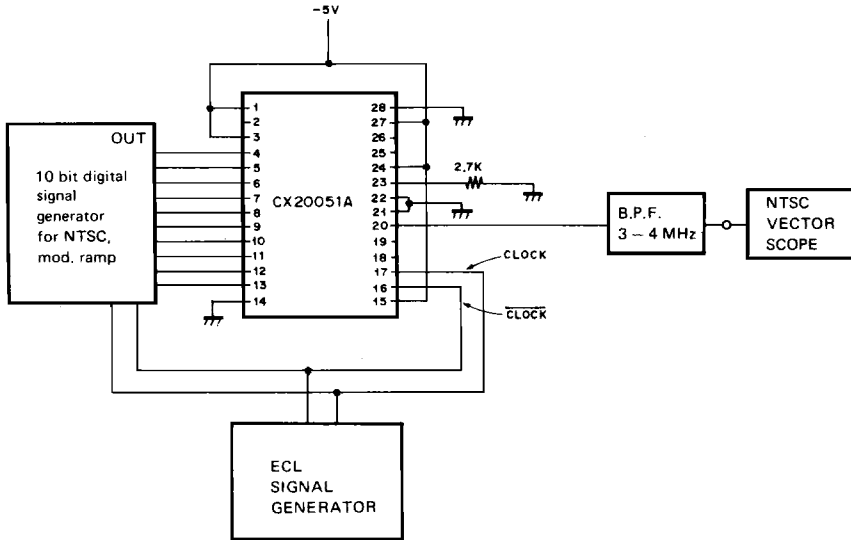 -5V
OUT
10 bit digital
signal
generator
for NTSC,
mod. ramp
1
2
3
4
5
6
7
8
9
10
11
12
13
14
CX20051A
28
27
26
25
24
23
22
21
20
19
18
17
16
15
2.7K
CLOCK
CLOCK
B.P.F.
3 – 4 MHz
NTSC
VECTOR
SCOPE
ECL
SIGNAL
GENERATOR